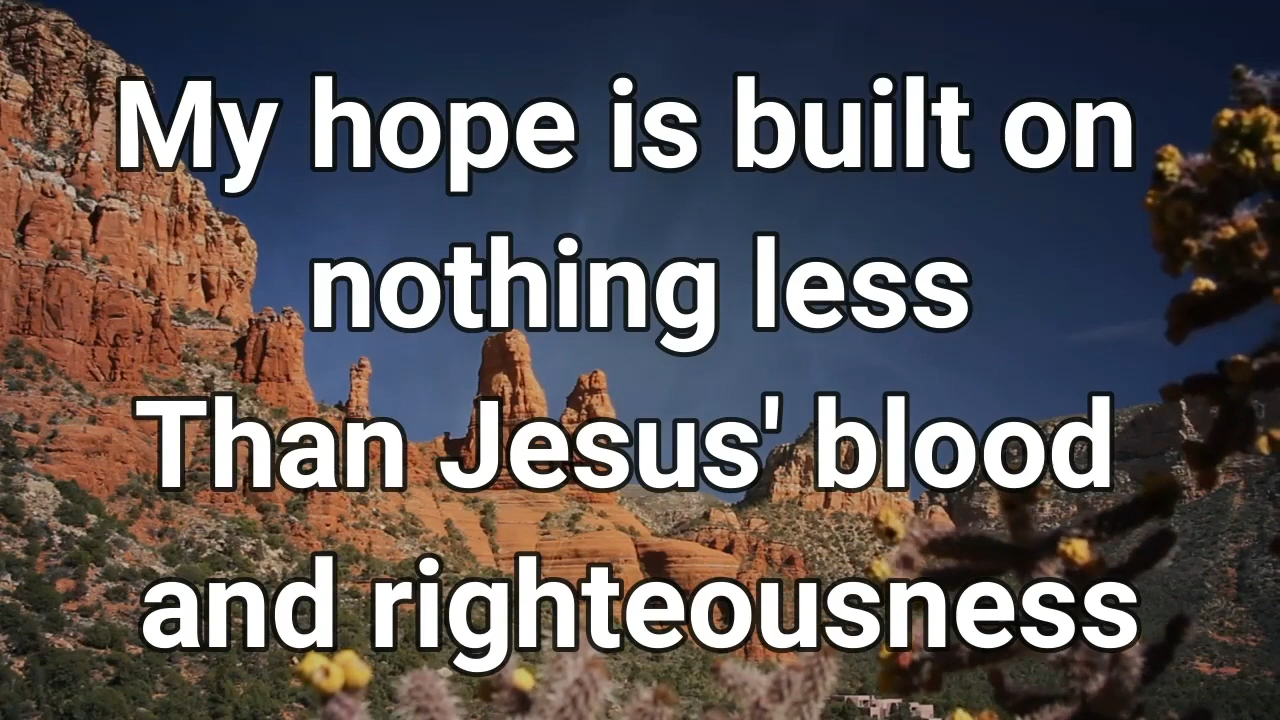 My hope is built on
nothing less
Than Jesus' blood
and righteousness